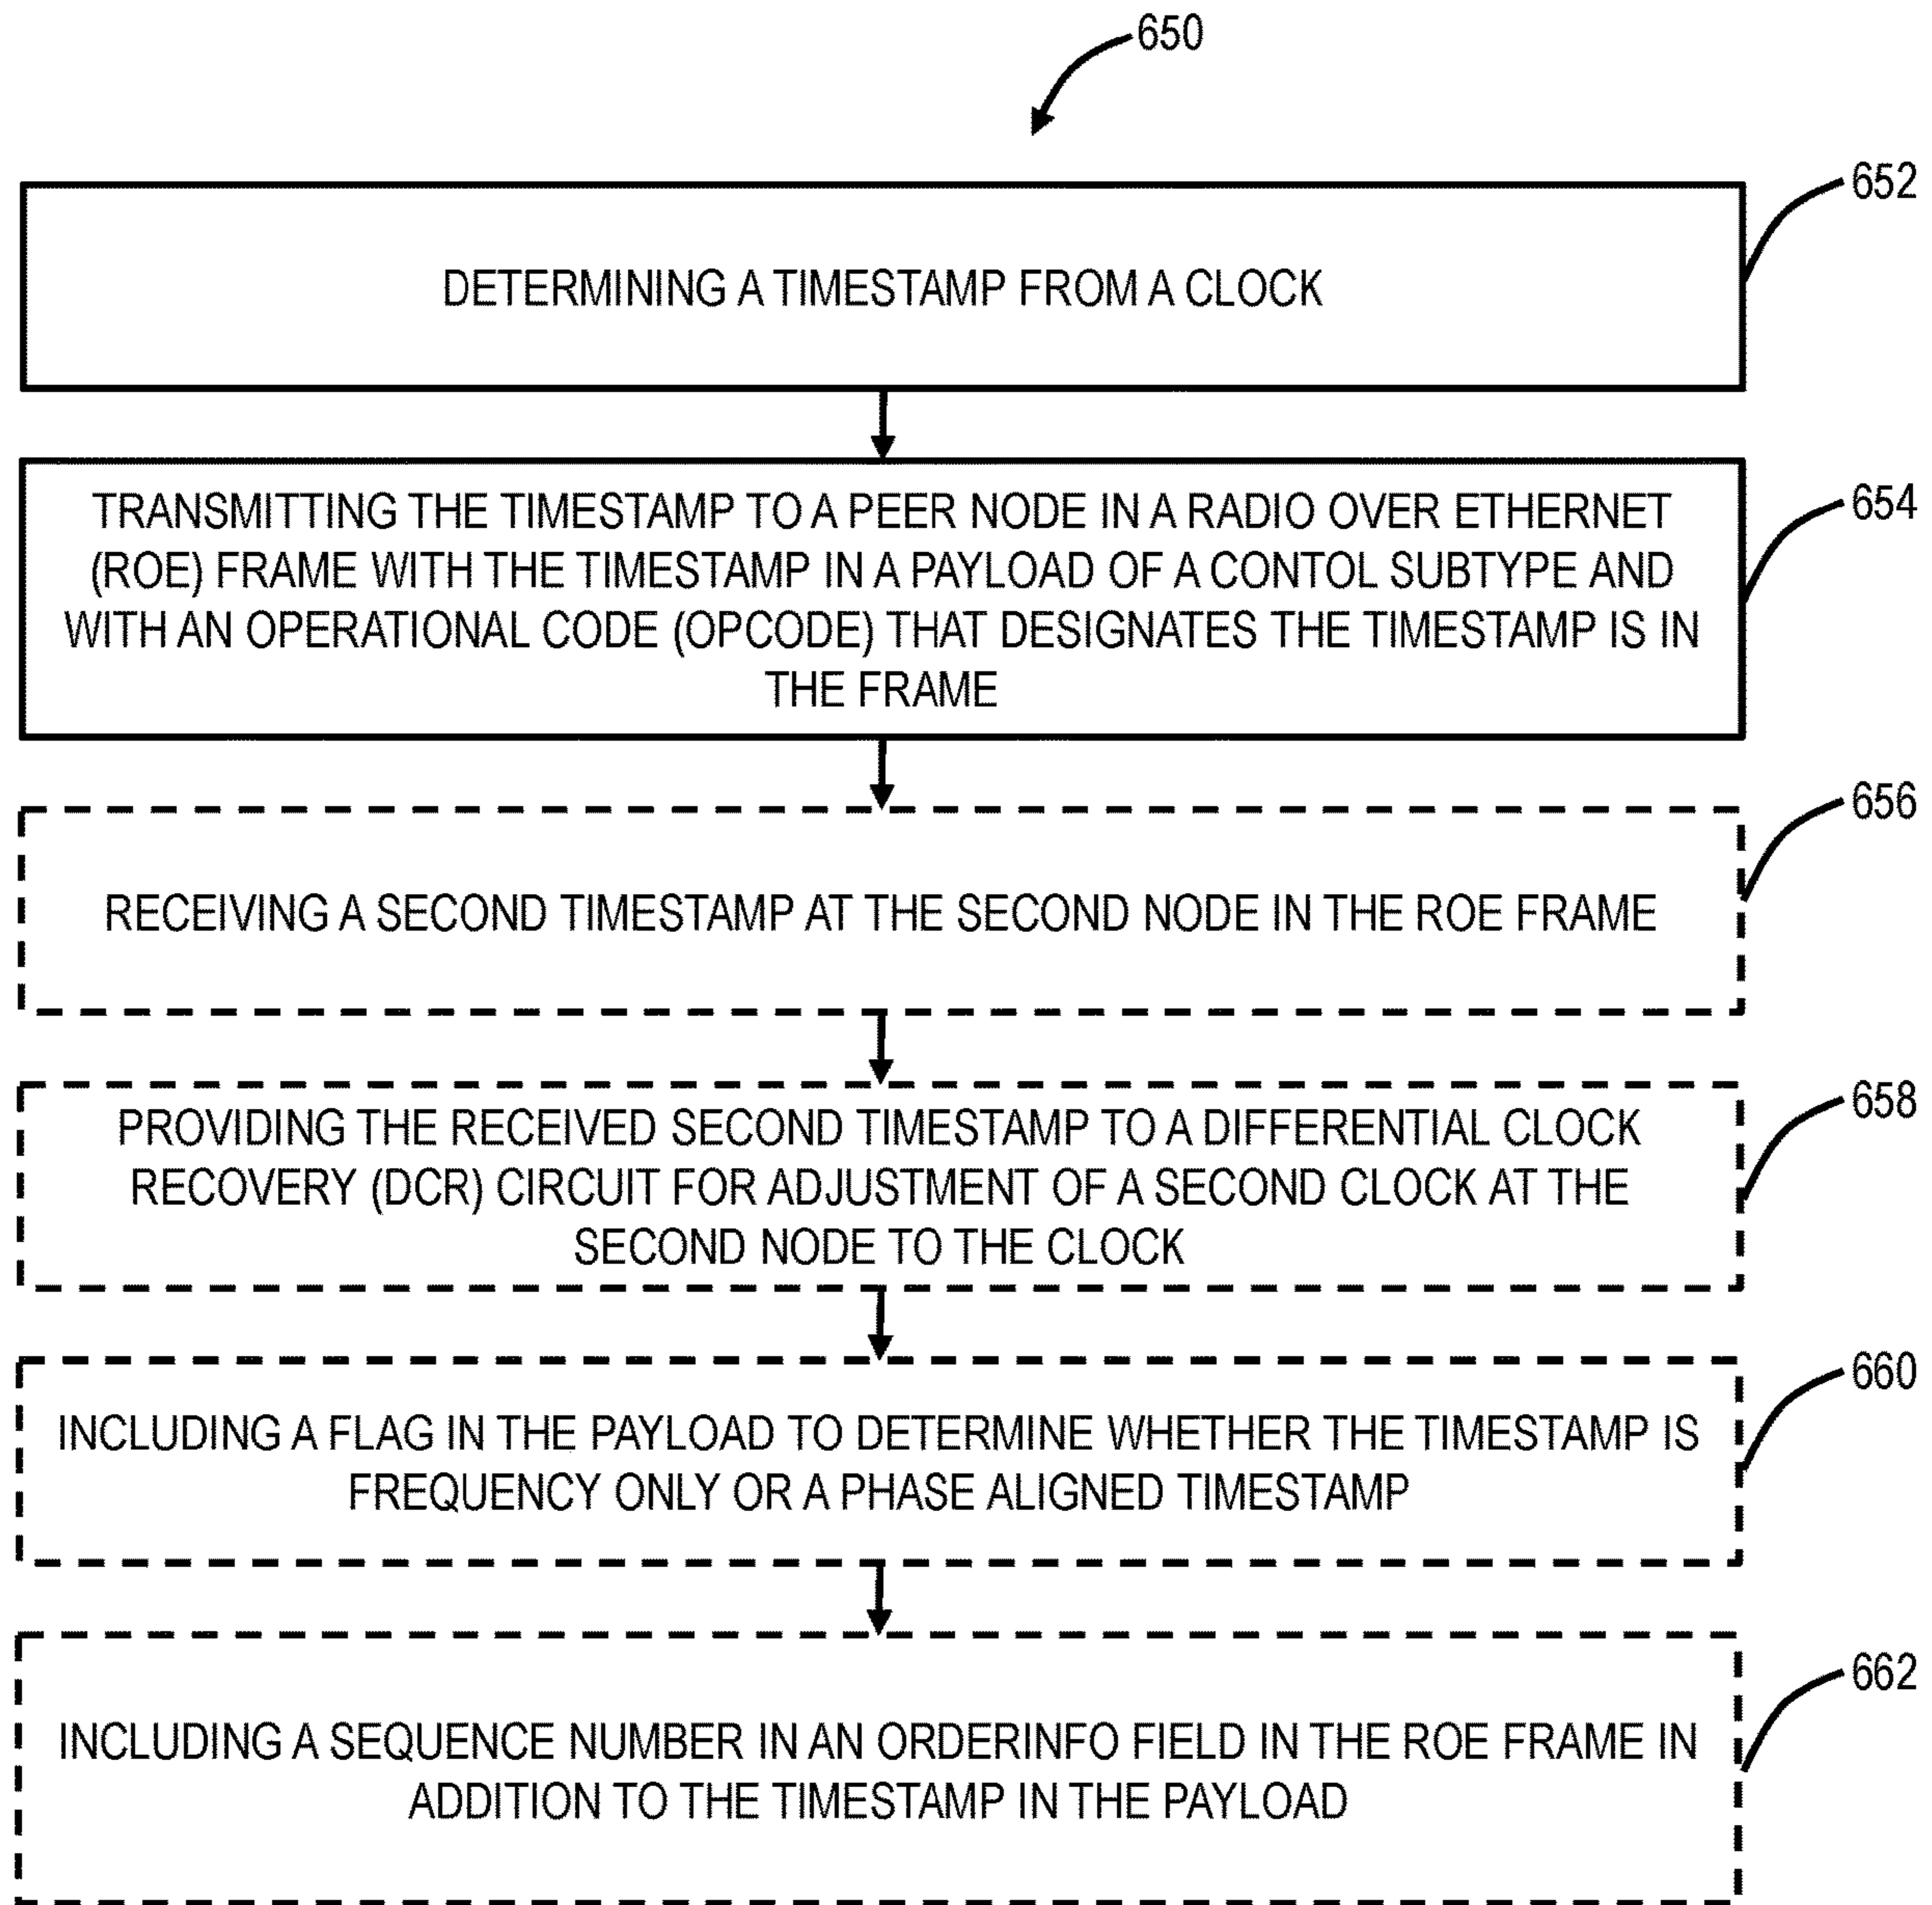 650
652
DETERMINING A TIMESTAMP FROM A CLOCK
654
TRANSMITTING THE TIMESTAMP TO A PEER NODE IN A RADIO OVER ETHERNET
(ROE) FRAME WITH THE TIMESTAMP IN A PAYLOAD OF A CONTOL SUBTYPE AND
WITH AN OPERATIONAL CODE (OPCODE) THAT DESIGNATES THE TIMESTAMP IS IN
THE FRAME
656
RECEIVING A SECOND TIMESTAMP AT THE SECOND NODE IN THE ROE FRAME
658
PROVIDING THE RECEIVED SECOND TIMESTAMP TO A DIFFERENTIAL CLOCK
RECOVERY (DCR) CIRCUIT FOR ADJUSTMENT OF A SECOND CLOCK AT THE
SECOND NODE TO THE CLOCK
660
INCLUDING A FLAG IN THE PAYLOAD TO DETERMINE WHETHER THE TIMESTAMP IS
FREQUENCY ONLY OR A PHASE ALIGNED TIMESTAMP
662
INCLUDING A SEQUENCE NUMBER IN AN ORDERINFO FIELD IN THE ROE FRAME IN
ADDITION TO THE TIMESTAMP IN THE PAYLOAD